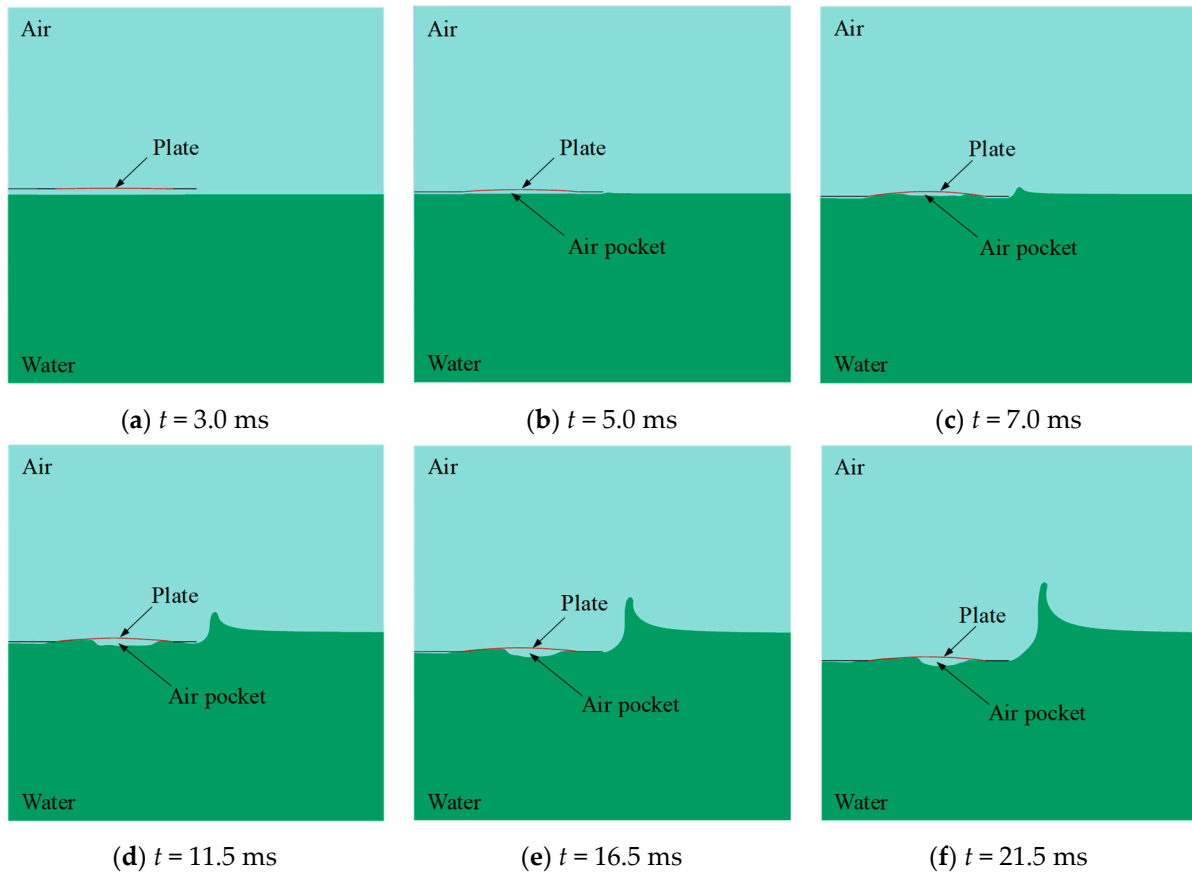 Air
Plate
Water
(a) t = 3.0 ms
Air
Plate
Air pocket
Water
(b) t = 5.0 ms
Air
Plate
Air pocket
Water
(c) t = 7.0 ms
Air
Plate
Air pocket
Water
(d) t = 11.5 ms
Air
Plate
Air pocket
Water
(e) t = 16.5 ms
Air
Plate
Air pocket
Water
(f) t = 21.5 ms